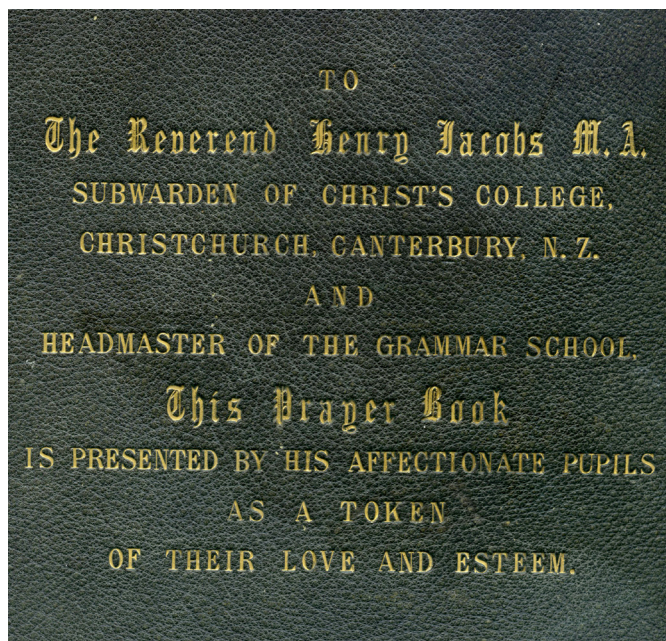 TO
The Reverend Henry Jacobs M.A.
SUBWARDEN OF CHRIST'S COLLEGE,
CHRISTCHURCH, CANTERBURY, N.Z.
AND
HEADMASTER OF THE GRAMMAR SCHOOL,
This Prayer Book
IS PRESENTED BY HIS AFFECTIONATE PUPILS
AS A TOKEN
OF THEIR LOVE AND ESTEEM.